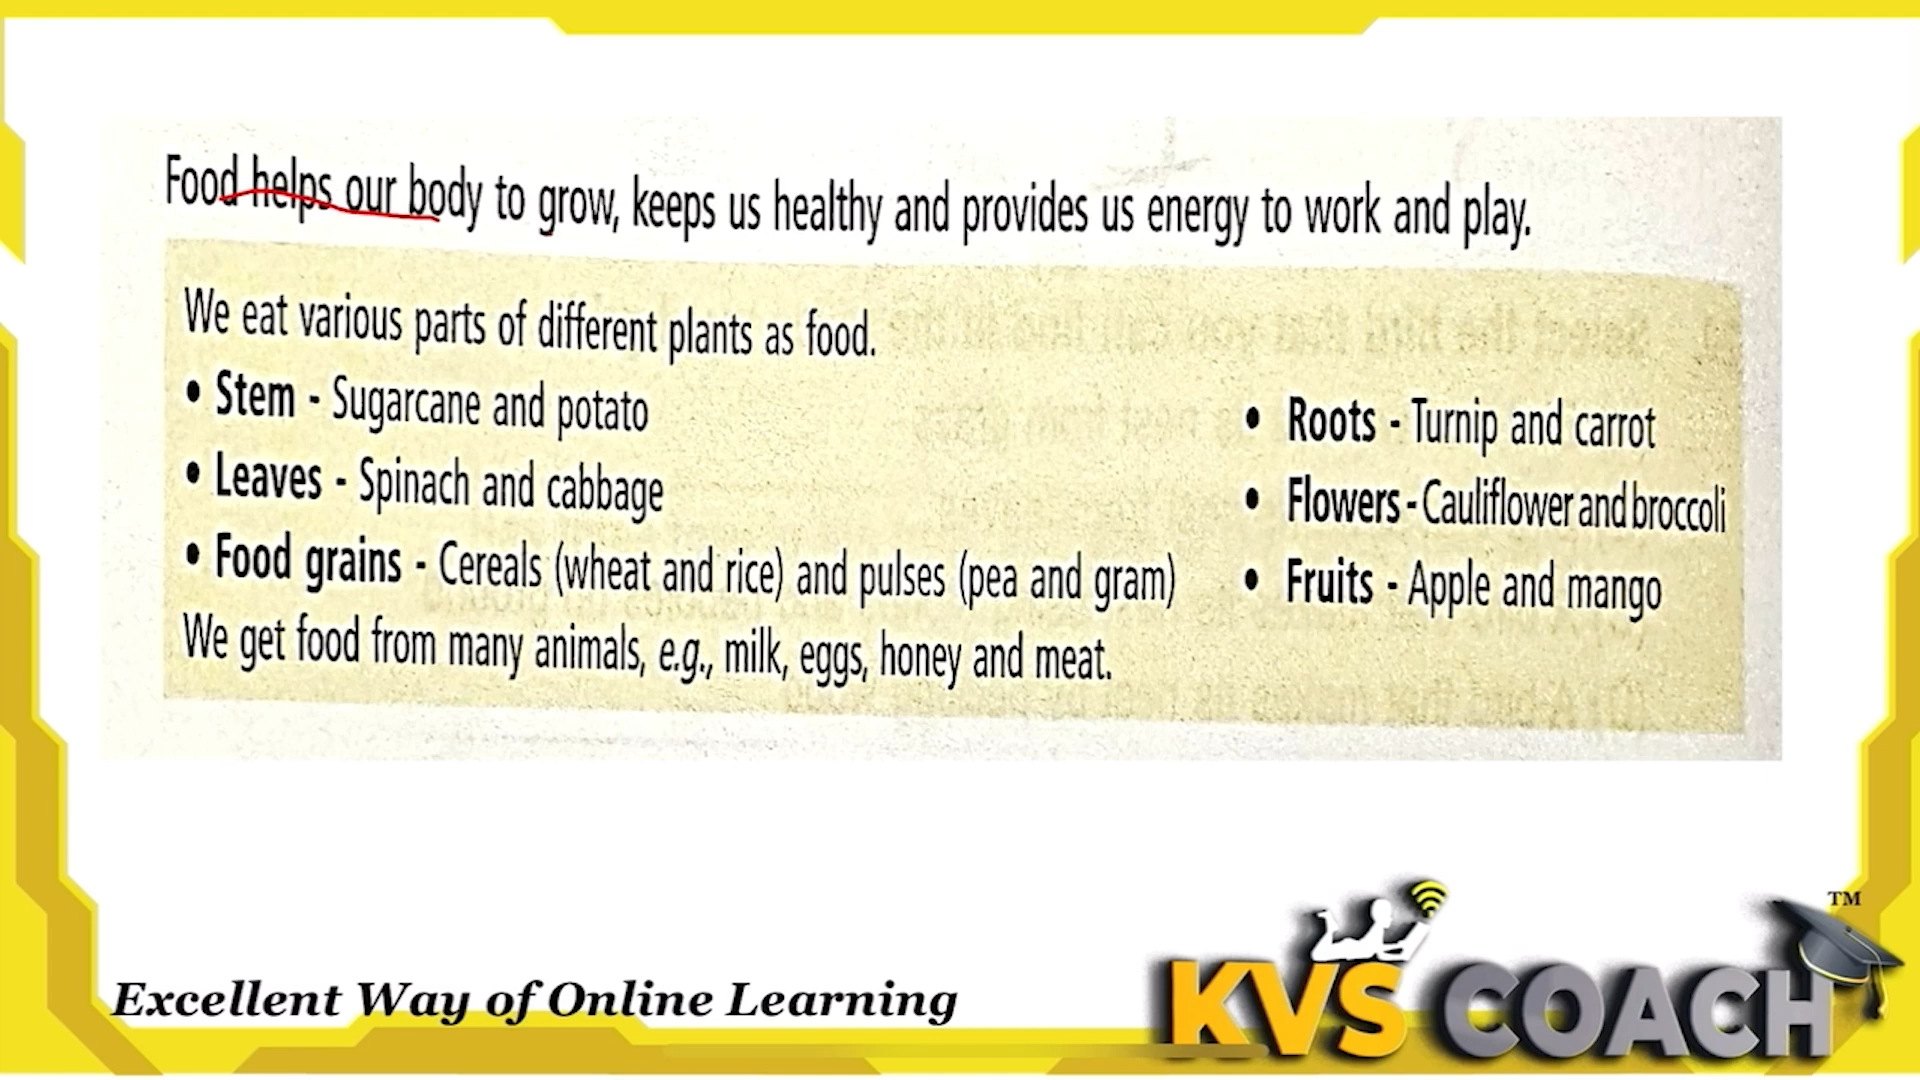 Food helps our body to grow, keeps us healthy and provides us energy to work and play.
We eat various parts of different plants as food.
• Stem - Sugarcane and potato
• Leaves - Spinach and cabbage
• Food grains - Cereals (wheat and rice) and pulses (pea and gram)
• Roots - Turnip and carrot
• Flowers - Cauliflower and broccoli
• Fruits - Apple and mango
We get food from many animals, e.g., milk, eggs, honey and meat.
Excellent Way of Online Learning
KVS COACH TM